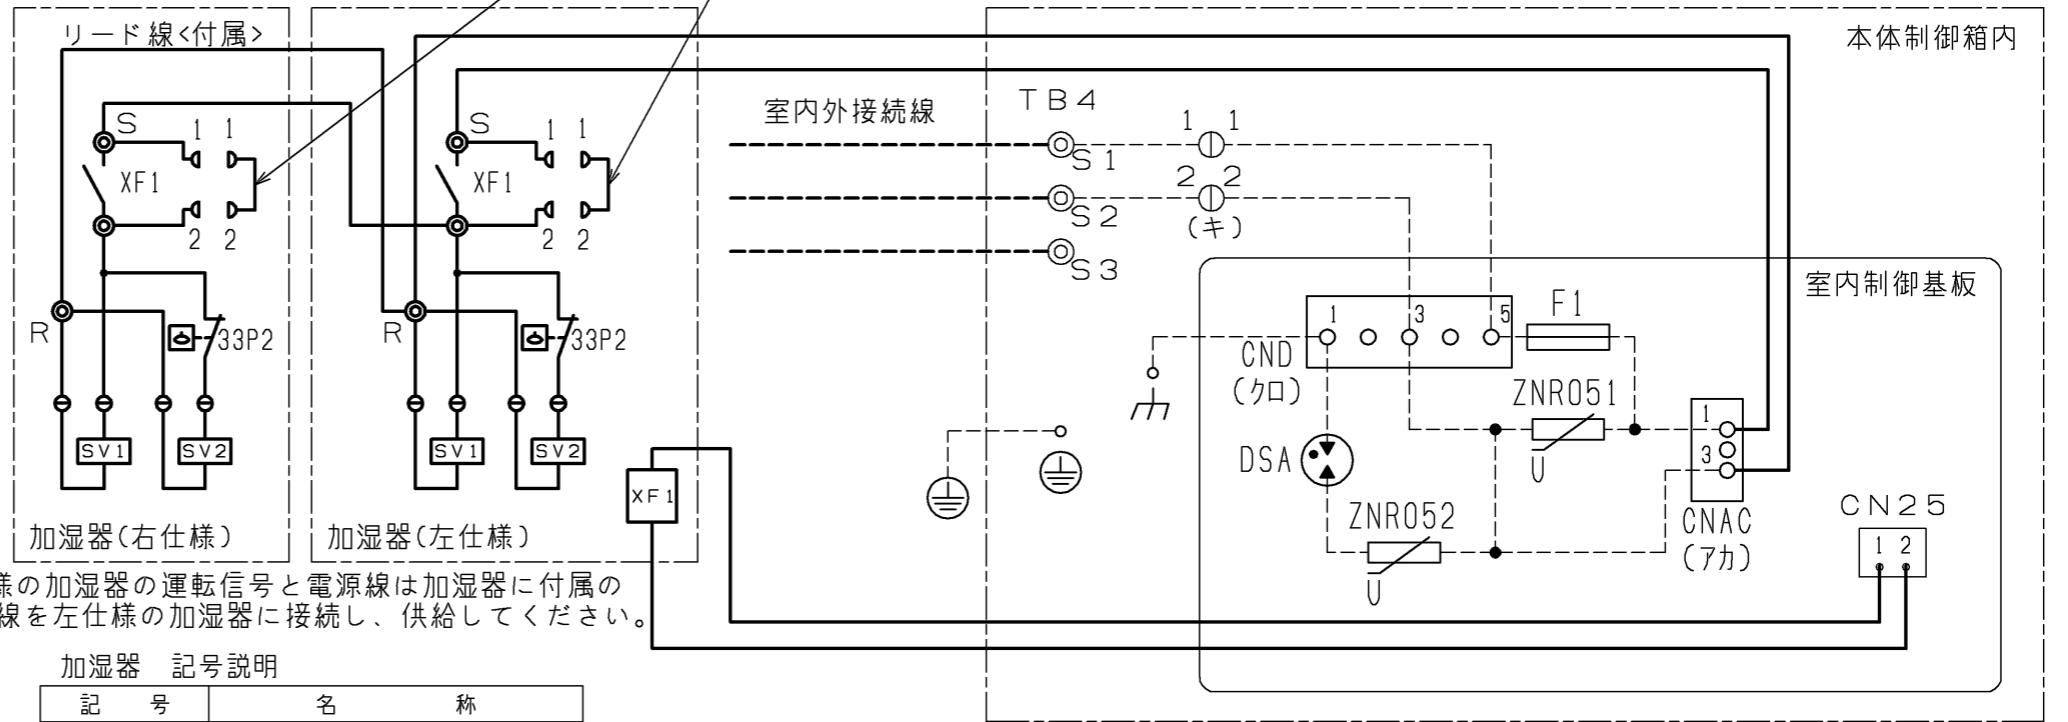 リード線<付属>
本体制御箱内
S
1
1
XF1
2
2
R
33P2
SV1
SV2
加湿器(右仕様)
S
1
1
XF1
2
2
R
33P2
SV1
SV2
XF1
加湿器(左仕様)
室内外接続線
TB4
S1
1
1
S2
2
2
(キ)
S3
室内制御基板
1
3
5
F1
CND
(クロ)
ZNR051
U
DSA
ZNR052
U
1
3
CNAC
(アカ)
CN25
1
2
様の加湿器の運転信号と電源線は加湿器に付属の
線を左仕様の加湿器に接続し、供給してください。
加湿器 記号説明
記号 名称